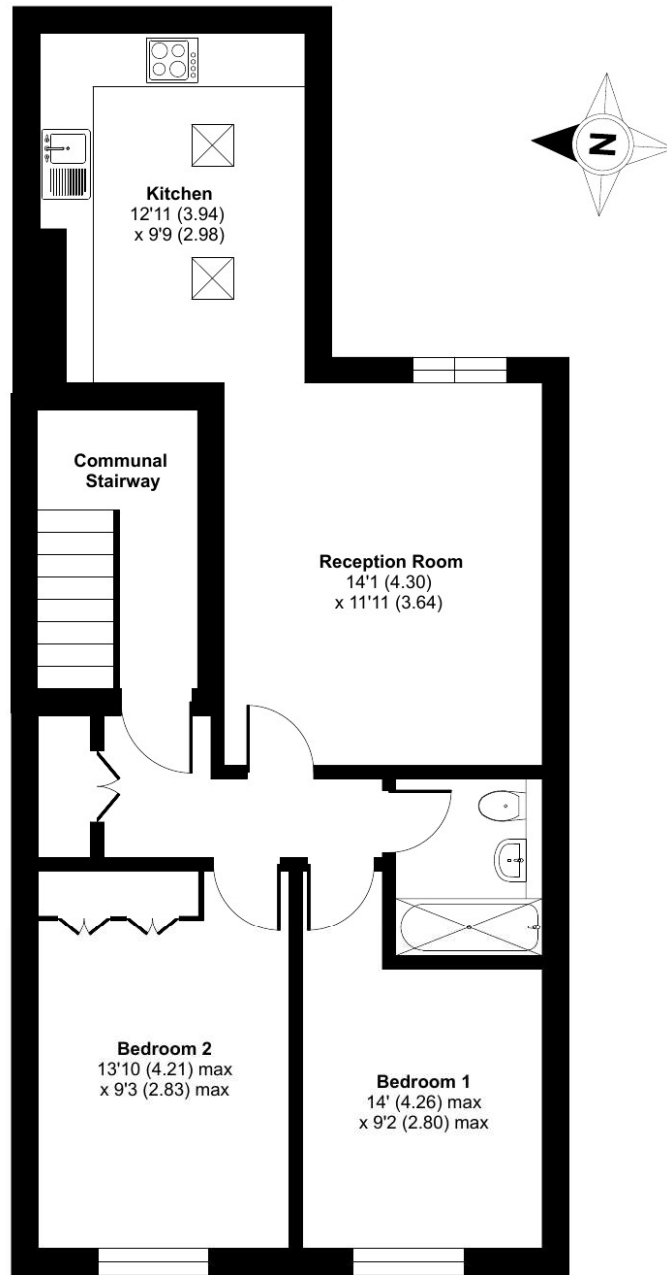 Kitchen
12'11 (3.94)
x 9'9 (2.98)
N
Communal
Stairway
Reception Room
14'1 (4.30)
x 11'11 (3.64)
Bedroom 2
13'10 (4.21) max
x 9'3 (2.83) max
Bedroom 1
14' (4.26) max
x 9'2 (2.80) max